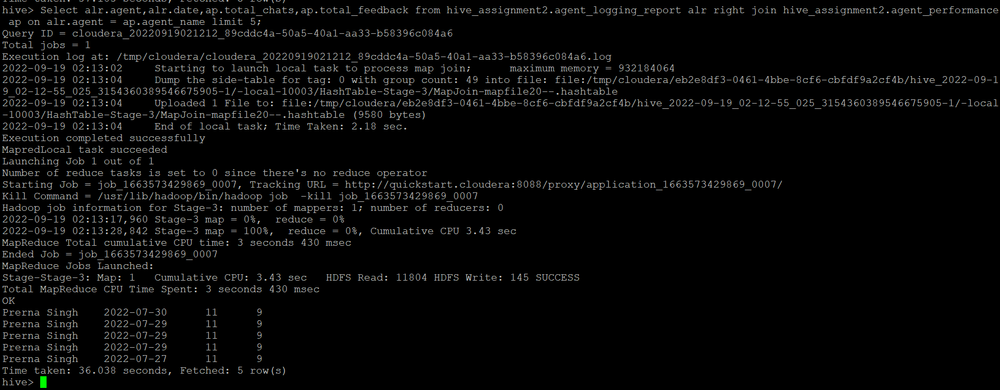 Time taken: 37.103 seconds, Fetched: 0 row(s)
hive> Select alr.agent,alr.date,ap.total_chats,ap.total_feedback from hive_assignment2.agent_logging_report alr right join hive_assignment2.agent_performance
 ap on alr.agent = ap.agent_name limit 5;
Query ID = cloudera_20220919021212_89cddc4a-50a5-40a1-aa33-b58396c084a6
Total jobs = 1
Execution log at: /tmp/cloudera/cloudera_20220919021212_89cddc4a-50a5-40a1-aa33-b58396c084a6.log
2022-09-19 02:13:02     Starting to launch local task to process map join;      maximum memory = 932184064
2022-09-19 02:13:04     Dump the side-table for tag: 0 with group count: 49 into file: file:/tmp/cloudera/eb2e8df3-0461-4bbe-8cf6-cbfdf9a2cf4b/hive_2022-09-1
9_02-12-55_025_3154360389546675905-1/-local-10003/HashTable-Stage-3/MapJoin-mapfile20--.hashtable
2022-09-19 02:13:04     Uploaded 1 File to: file:/tmp/cloudera/eb2e8df3-0461-4bbe-8cf6-cbfdf9a2cf4b/hive_2022-09-19_02-12-55_025_3154360389546675905-1/-local
-10003/HashTable-Stage-3/MapJoin-mapfile20--.hashtable (9580 bytes)
2022-09-19 02:13:04     End of local task; Time Taken: 2.18 sec.
Execution completed successfully
MapredLocal task succeeded
Launching Job 1 out of 1
Number of reduce tasks is set to 0 since there's no reduce operator
Starting Job = job_1663573429869_0007, Tracking URL = http://quickstart.cloudera:8088/proxy/application_1663573429869_0007/
Kill Command = /usr/lib/hadoop/bin/hadoop job  -kill job_1663573429869_0007
Hadoop job information for Stage-3: number of mappers: 1; number of reducers: 0
2022-09-19 02:13:17,960 Stage-3 map = 0%,  reduce = 0%
2022-09-19 02:13:28,842 Stage-3 map = 100%,  reduce = 0%, Cumulative CPU 3.43 sec
MapReduce Total cumulative CPU time: 3 seconds 430 msec
Ended Job = job_1663573429869_0007
MapReduce Jobs Launched:
Stage-Stage-3: Map: 1   Cumulative CPU: 3.43 sec   HDFS Read: 11804 HDFS Write: 145 SUCCESS
Total MapReduce CPU Time Spent: 3 seconds 430 msec
OK
Prerna Singh    2022-07-30      11      9
Prerna Singh    2022-07-29      11      9
Prerna Singh    2022-07-29      11      9
Prerna Singh    2022-07-29      11      9
Prerna Singh    2022-07-27      11      9
Time taken: 36.038 seconds, Fetched: 5 row(s)
hive>